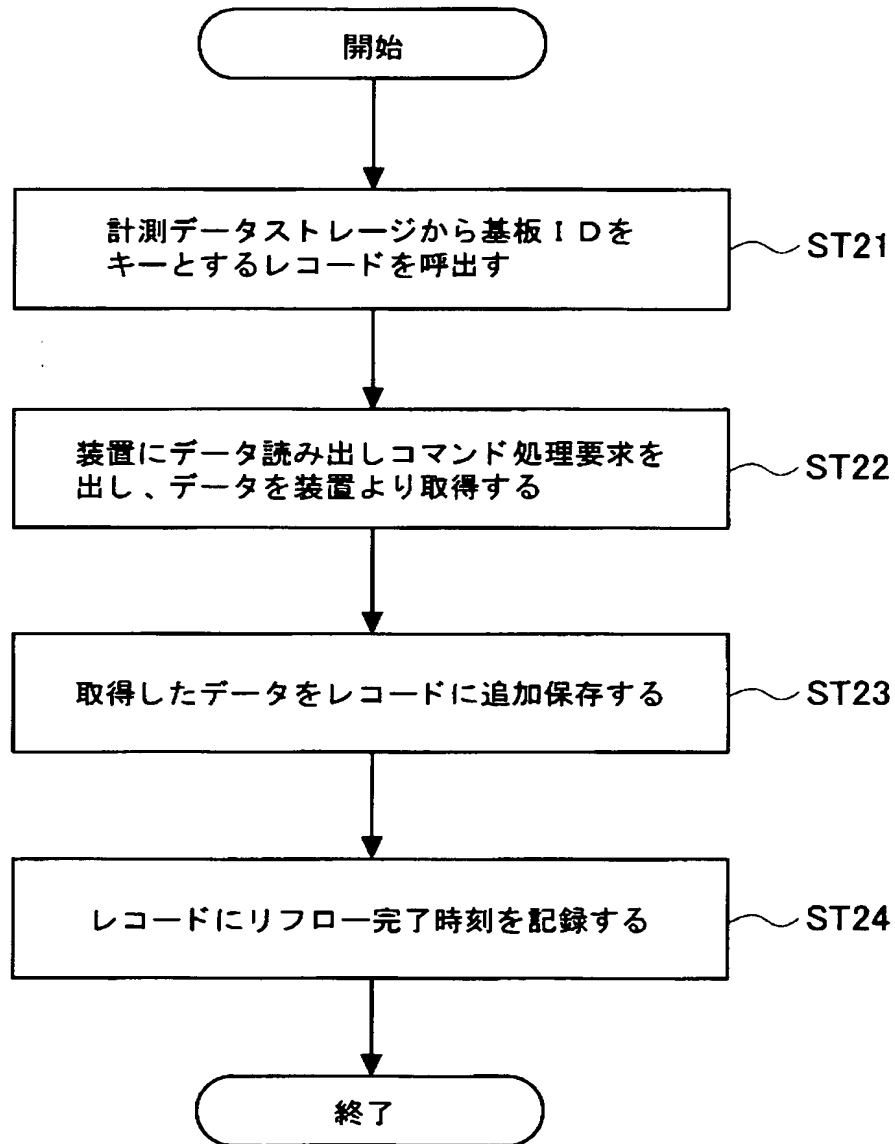 開始
計測データストレージから基板IDを
キーとするレコードを呼出す
ST21
装置にデータ読み出しコマンド処理要求を
出し、データを装置より取得する
ST22
取得したデータをレコードに追加保存する
ST23
レコードにリフロー完了時刻を記録する
ST24
終了